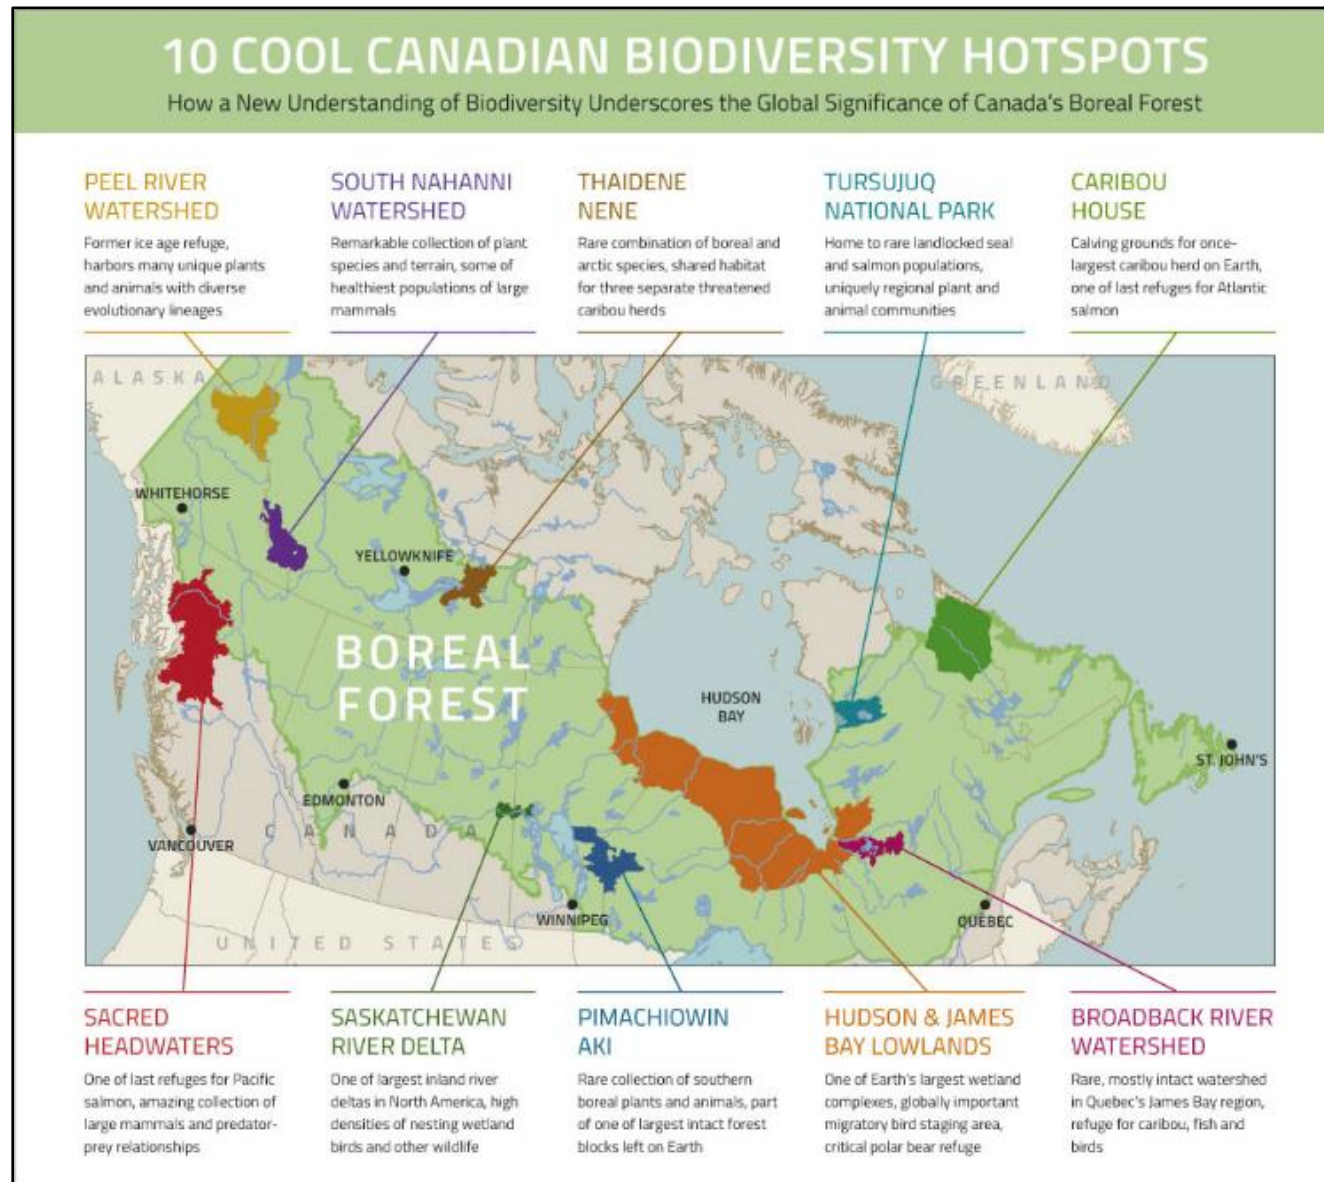 10 COOL CANADIAN BIODIVERSITY HOTSPOTS
How a New Understanding of Biodiversity Underscores the Global Significance of Canada's Boreal Forest
PEEL RIVER
WATERSHED
Former ice age refuge,
harbors many unique plants
and animals with diverse
evolutionary lineages
SOUTH NAHANNI
WATERSHED
Remarkable collection of plant
species and terrain, some of
healthiest populations of large
mammals
THAIDENE
NENE
Rare combination of boreal and
arctic species, shared habitat
for three separate threatened
caribou herds
TURSUJUQ
NATIONAL PARK
Home to rare landlocked seal
and salmon populations,
uniquely regional plant and
animal communities
CARIBOU
HOUSE
Calving grounds for once-
largest caribou herd on Earth,
one of last refuges for Atlantic
salmon
ALASKA
GREENLAND
WHITEHORSE
YELLOWKNIFE
BOREAL
FOREST
HUDSON
BAY
ST. JOHN'S
EDMONTON
CANADA
VANCOUVER
WINNIPEG
QUÉBEC
UNITED STATES
SACRED
HEADWATERS
One of last refuges for Pacific
salmon, amazing collection of
large mammals and predator-
prey relationships
SASKATCHEWAN
RIVER DELTA
One of largest inland river
deltas in North America, high
densities of nesting wetland
birds and other wildlife
PIMACHIOWIN
AKI
Rare collection of southern
boreal plants and animals, part
of one of largest intact forest
blocks left on Earth
HUDSON & JAMES
BAY LOWLANDS
One of Earth's largest wetland
complexes, globally important
migratory bird staging area,
critical polar bear refuge
BROADBACK RIVER
WATERSHED
Rare, mostly intact watershed
in Quebec's James Bay region,
refuge for caribou, fish and
birds